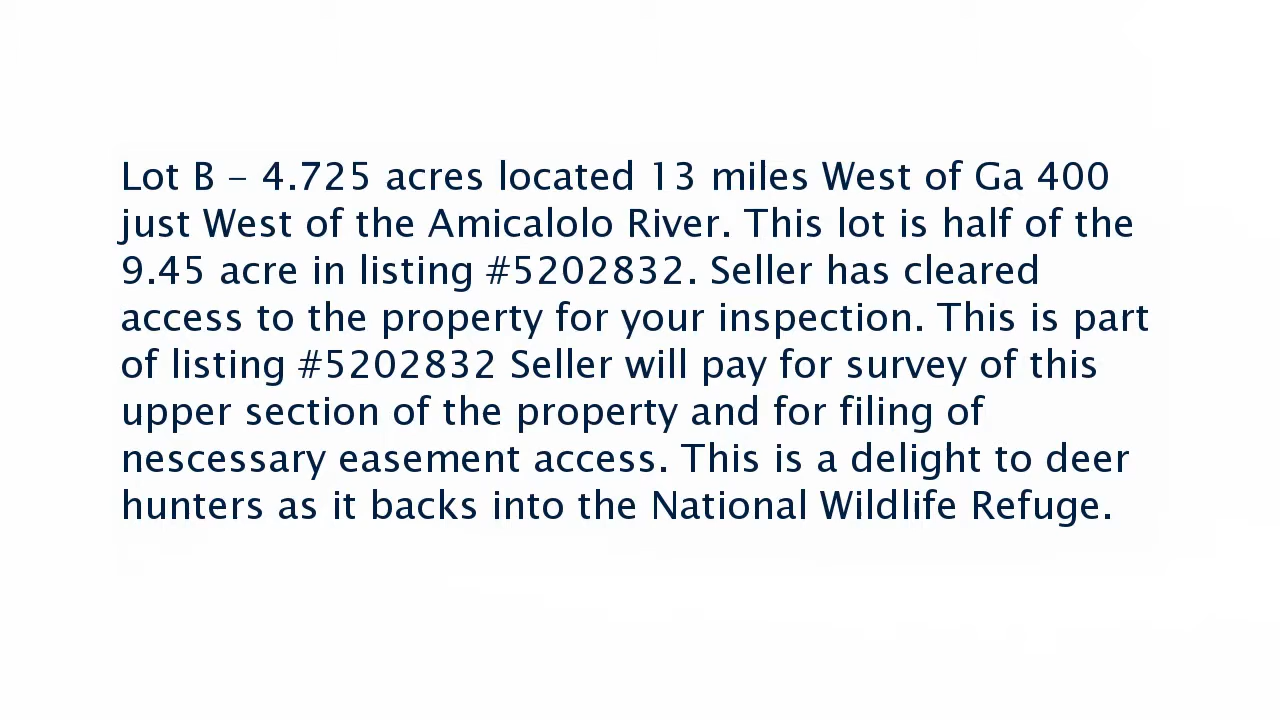 Lot B – 4.725 acres located 13 miles West of Ga 400
just West of the Amicalolo River. This lot is half of the
9.45 acre in listing #5202832. Seller has cleared
access to the property for your inspection. This is part
of listing #5202832 Seller will pay for survey of this
upper section of the property and for filing of
nescessary easement access. This is a delight to deer
hunters as it backs into the National Wildlife Refuge.